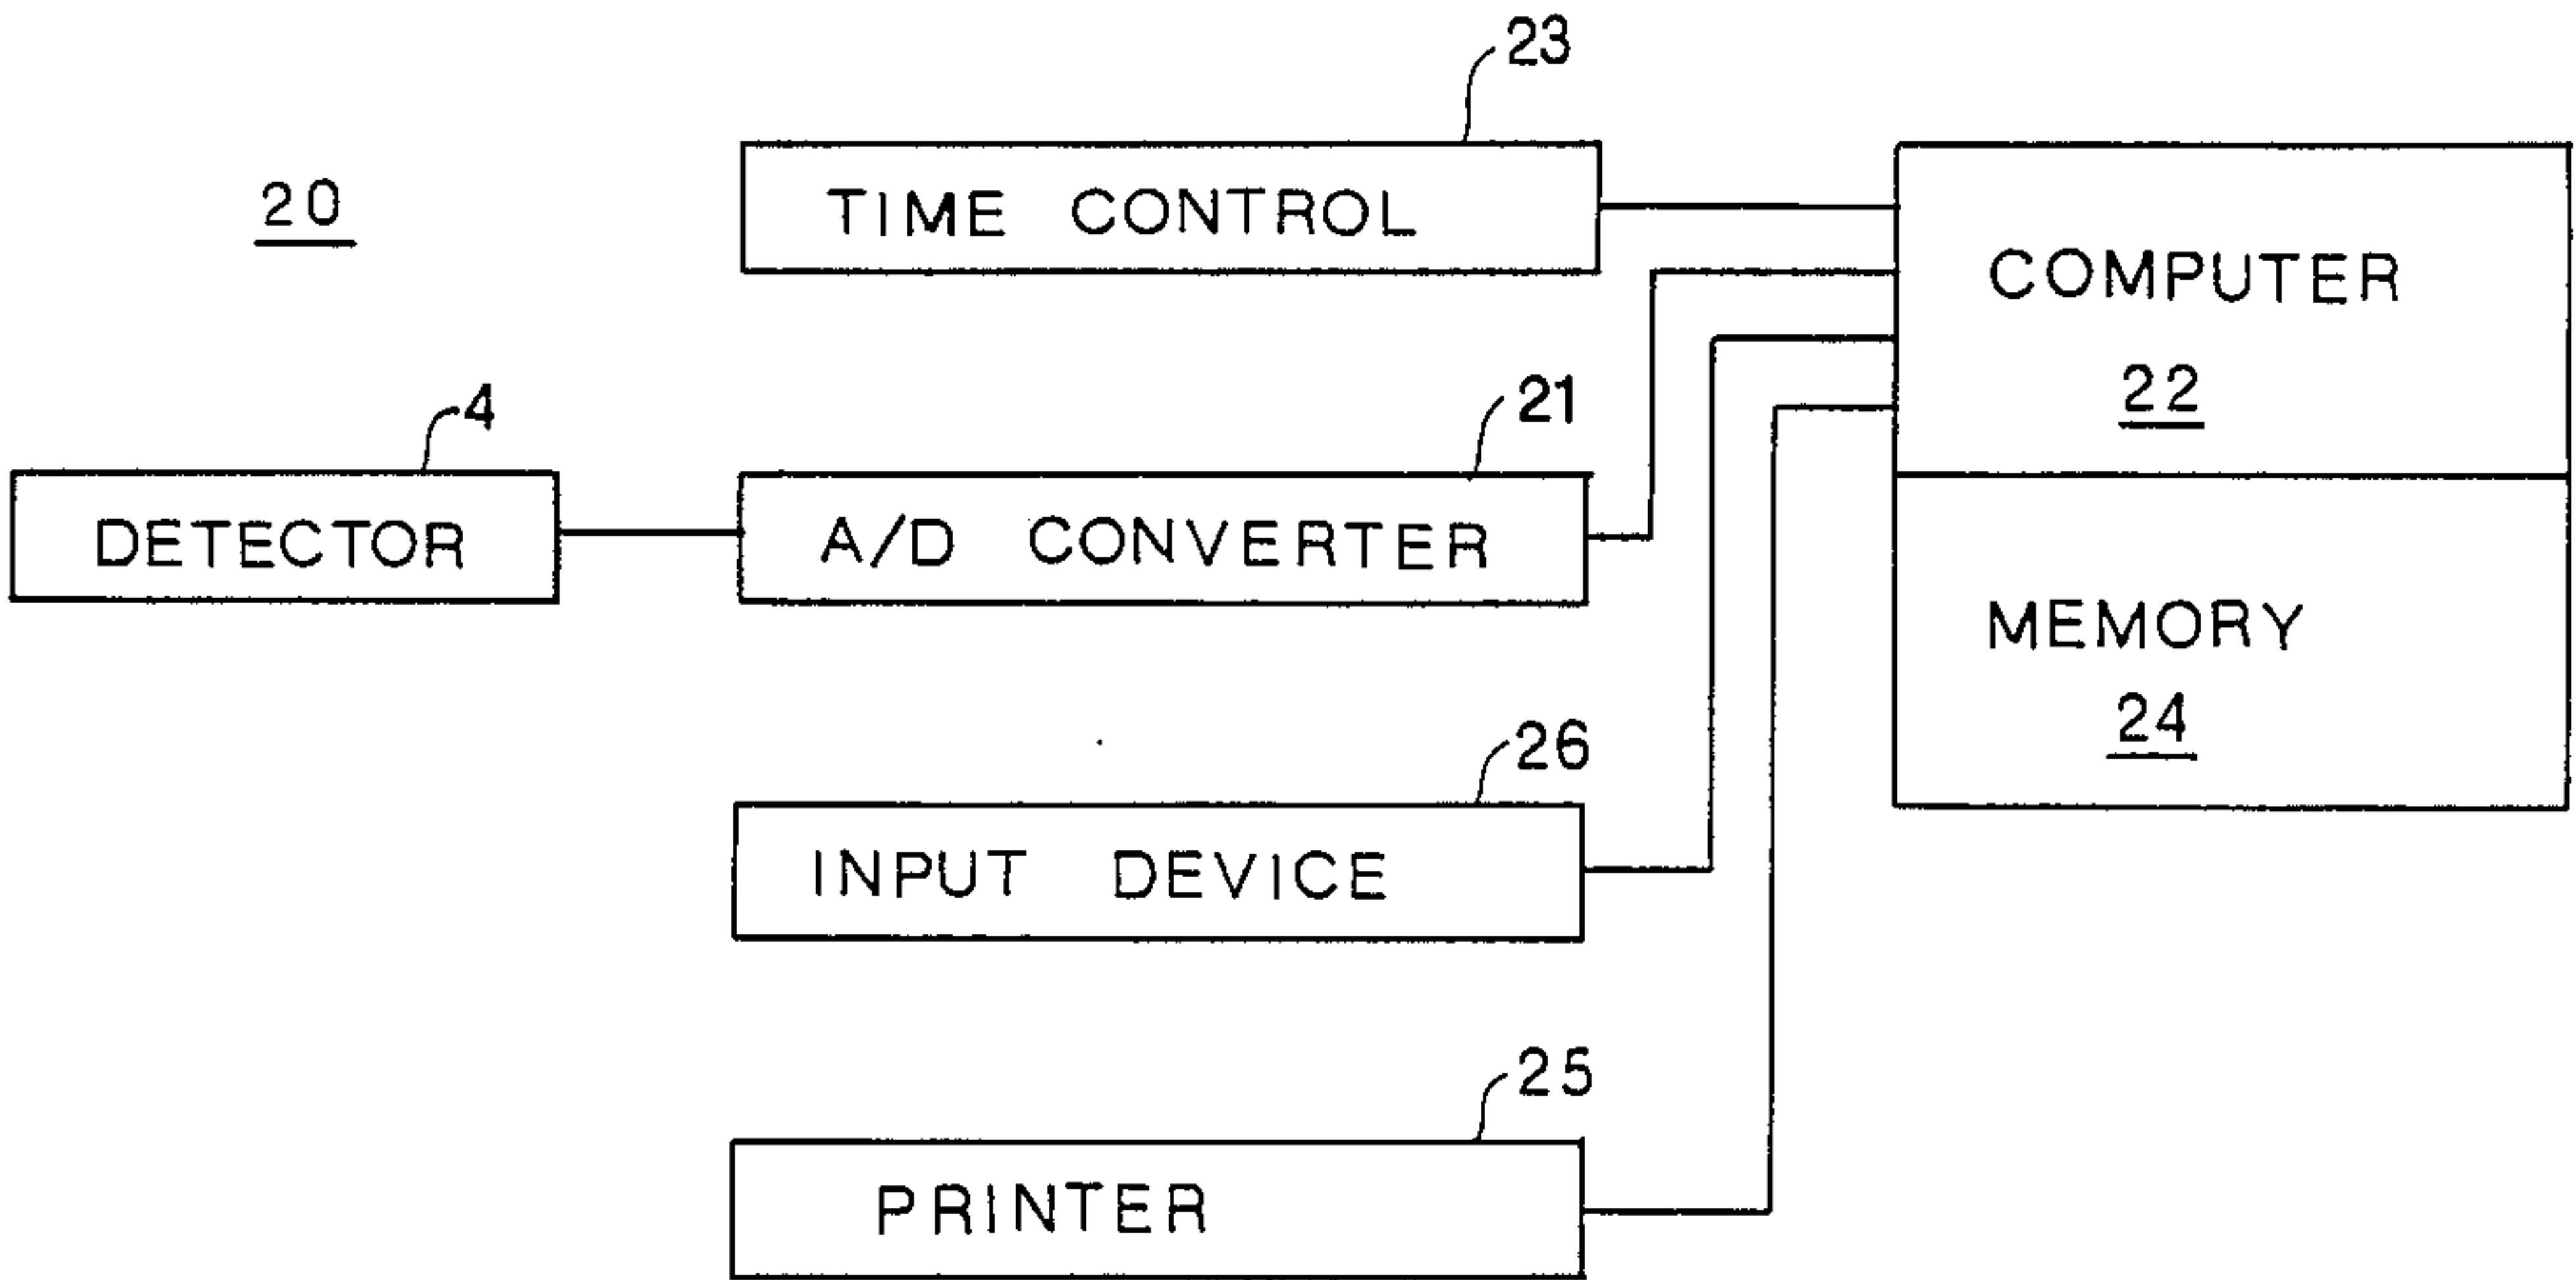 23
20
TIME CONTROL
COMPUTER
22
4
21
DETECTOR
A/D CONVERTER
MEMORY
24
26
INPUT DEVICE
25
PRINTER